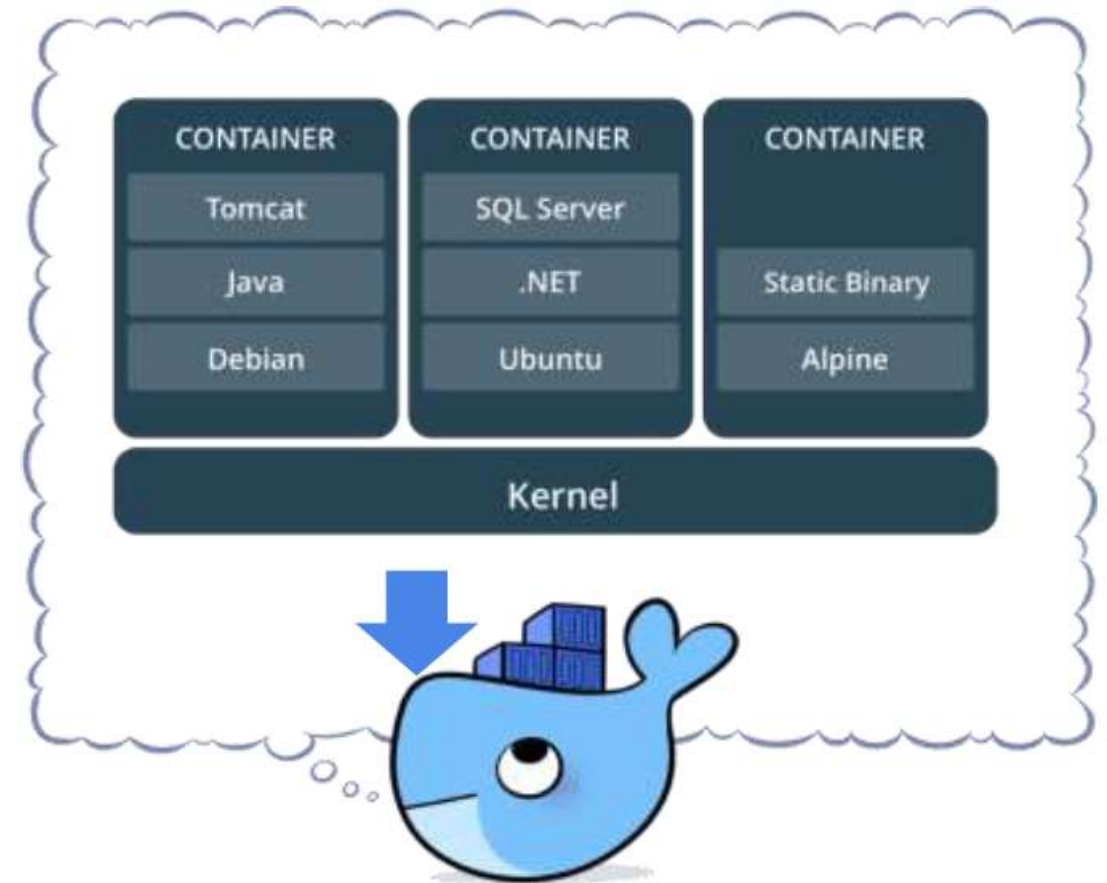 CONTAINER
Tomcat
Java
Debian
CONTAINER
SQL Server
.NET
Ubuntu
CONTAINER
Static Binary
Alpine
Kernel